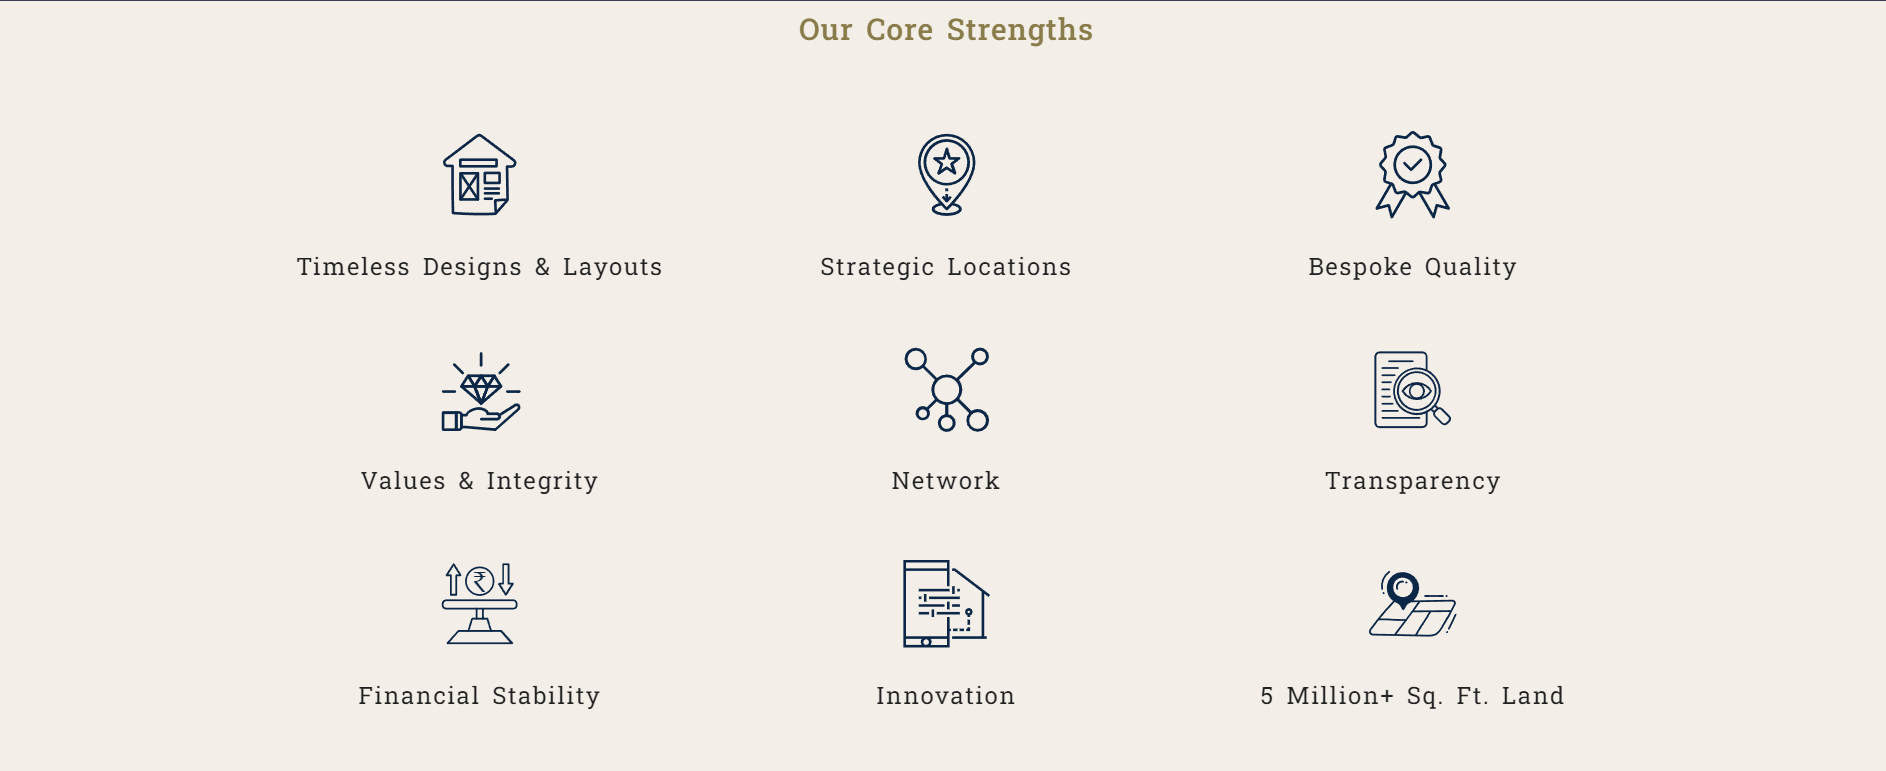 Our Core Strengths
Timeless Designs & Layouts
Strategic Locations
Bespoke Quality
Values & Integrity
Network
Transparency
₹
Financial Stability
Innovation
5 Million+ Sq. Ft. Land